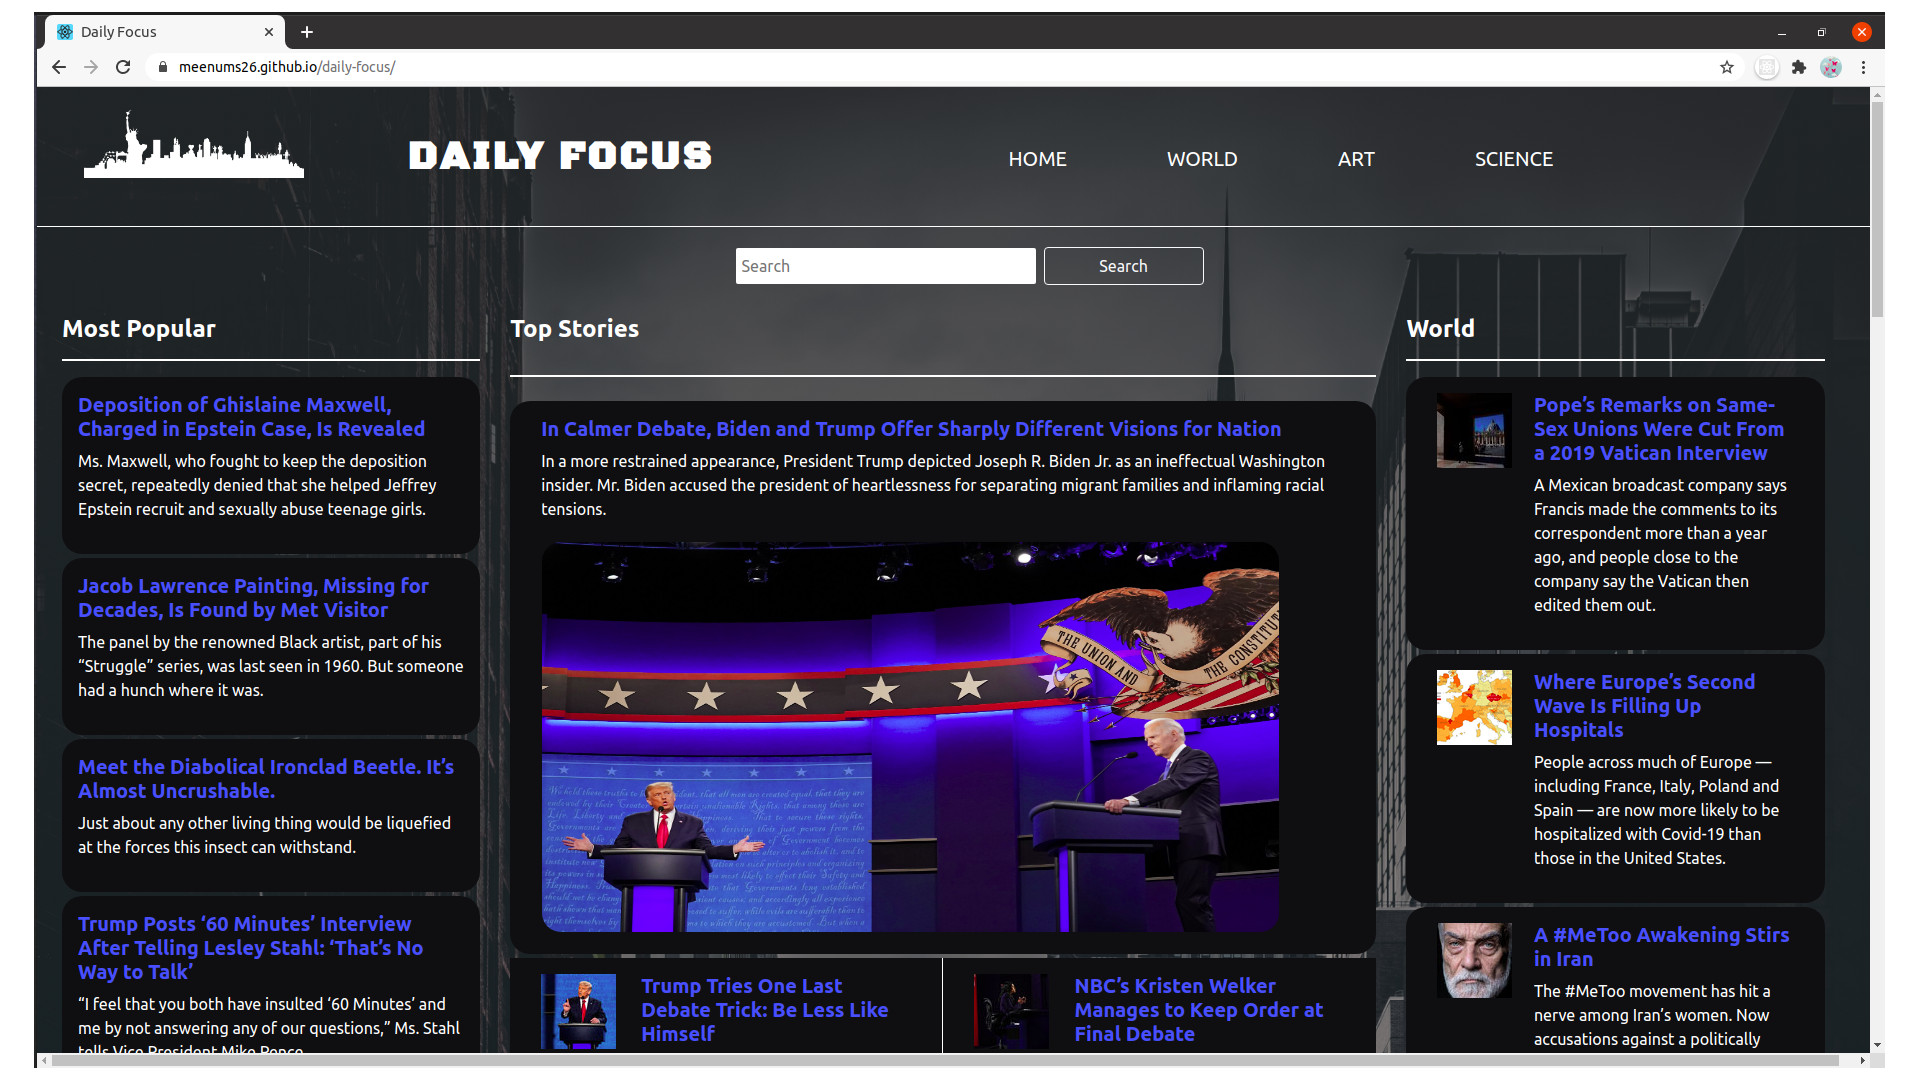 Daily Focus
meenums26.github.io/daily-focus/
DAILY FOCUS
HOME
WORLD
ART
SCIENCE
Search
Search
Most Popular
Deposition of Ghislaine Maxwell,
Charged in Epstein Case, Is Revealed
Ms. Maxwell, who fought to keep the deposition
secret, repeatedly denied that she helped Jeffrey
Epstein recruit and sexually abuse teenage girls.
Jacob Lawrence Painting, Missing for
Decades, Is Found by Met Visitor
The panel by the renowned Black artist, part of his
“Struggle” series, was last seen in 1960. But someone
had a hunch where it was.
Meet the Diabolical Ironclad Beetle. It’s
Almost Uncrushable.
Just about any other living thing would be liquefied
at the forces this insect can withstand.
Trump Posts ‘60 Minutes’ Interview
After Telling Lesley Stahl: ‘That’s No
Way to Talk’
“I feel that you both have insulted ‘60 Minutes’ and
me by not answering any of our questions,” Ms. Stahl
tells Vice President Mike Pence.
Top Stories
In Calmer Debate, Biden and Trump Offer Sharply Different Visions for Nation
In a more restrained appearance, President Trump depicted Joseph R. Biden Jr. as an ineffectual Washington
insider. Mr. Biden accused the president of heartlessness for separating migrant families and inflaming racial
tensions.
THE UNION AND
THE CONSTITUT
Trump Tries One Last
Debate Trick: Be Less Like
Himself
NBC’s Kristen Welker
Manages to Keep Order at
Final Debate
World
Pope’s Remarks on Same-
Sex Unions Were Cut From
a 2019 Vatican Interview
A Mexican broadcast company says
Francis made the comments to its
correspondent more than a year
ago, and people close to the
company say the Vatican then
edited them out.
Where Europe’s Second
Wave Is Filling Up
Hospitals
People across much of Europe —
including France, Italy, Poland and
Spain — are now more likely to be
hospitalized with Covid-19 than
those in the United States.
A #MeToo Awakening Stirs
in Iran
The #MeToo movement has hit a
nerve among Iran’s women. Now
accusations against a politically